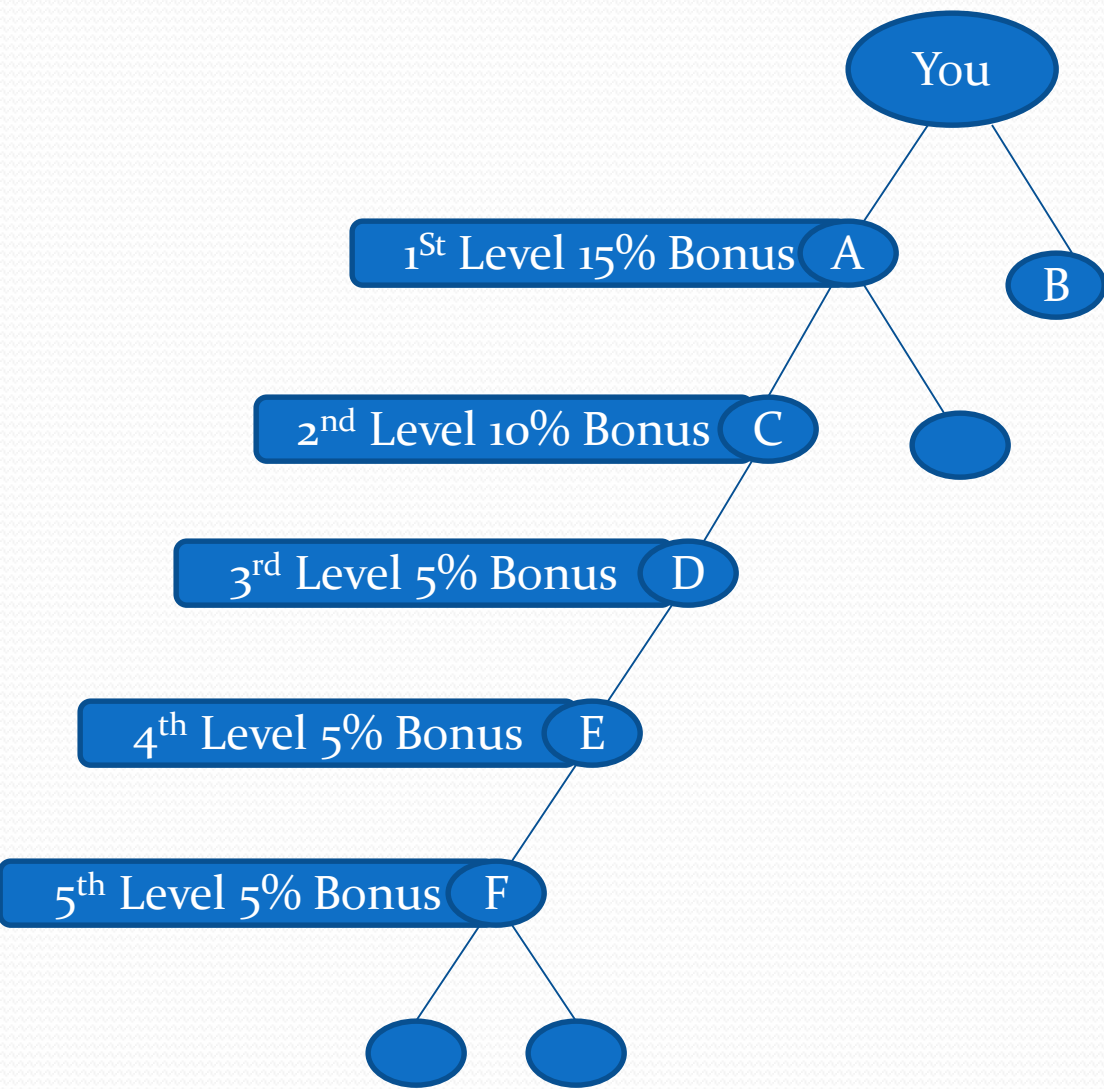 You
1St Level 15% Bonus A
B
2nd Level 10% Bonus C
3rd Level 5% Bonus D
4th Level 5% Bonus E
5th Level 5% Bonus F